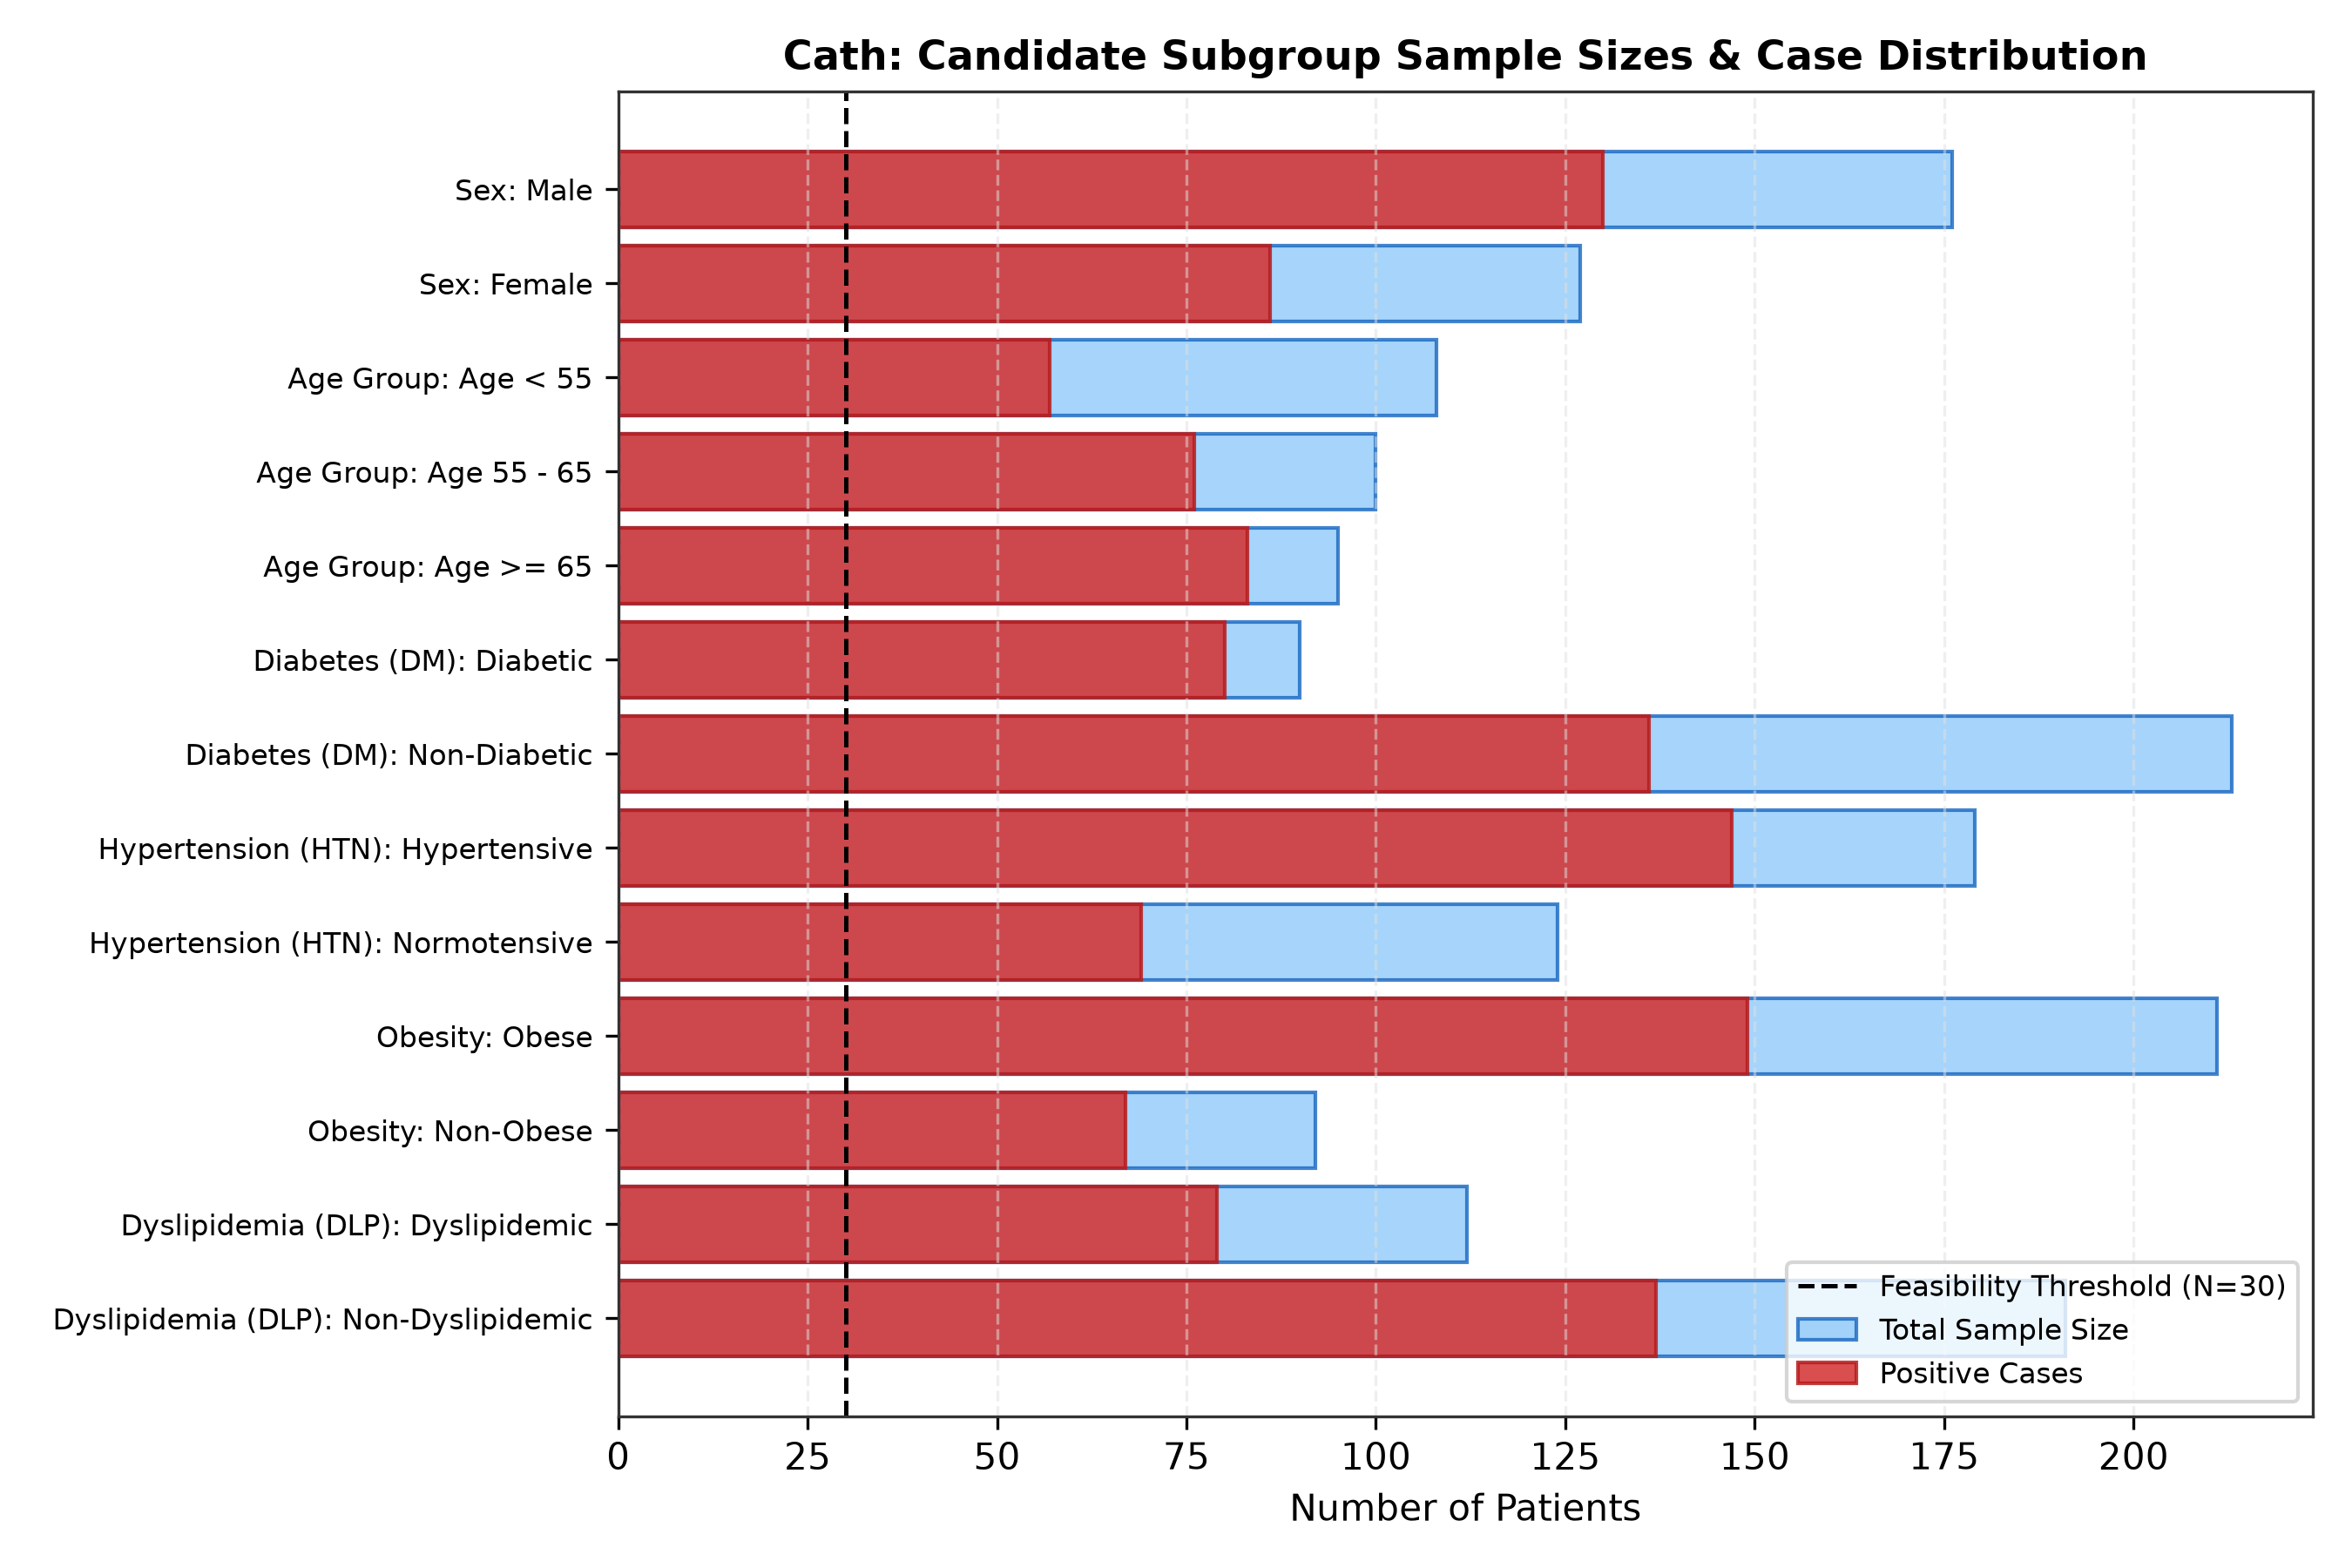 Cath: Candidate Subgroup Sample Sizes & Case Distribution
Sex: Male
Sex: Female
Age Group: Age < 55
Age Group: Age 55 - 65
Age Group: Age >= 65
Diabetes (DM): Diabetic
Diabetes (DM): Non-Diabetic
Hypertension (HTN): Hypertensive
Hypertension (HTN): Normotensive
Obesity: Obese
Obesity: Non-Obese
Dyslipidemia (DLP): Dyslipidemic
Dyslipidemia (DLP): Non-Dyslipidemic
Feasibility Threshold (N=30)
Total Sample Size
Positive Cases
0 25 50 75 100 125 150 175 200
Number of Patients